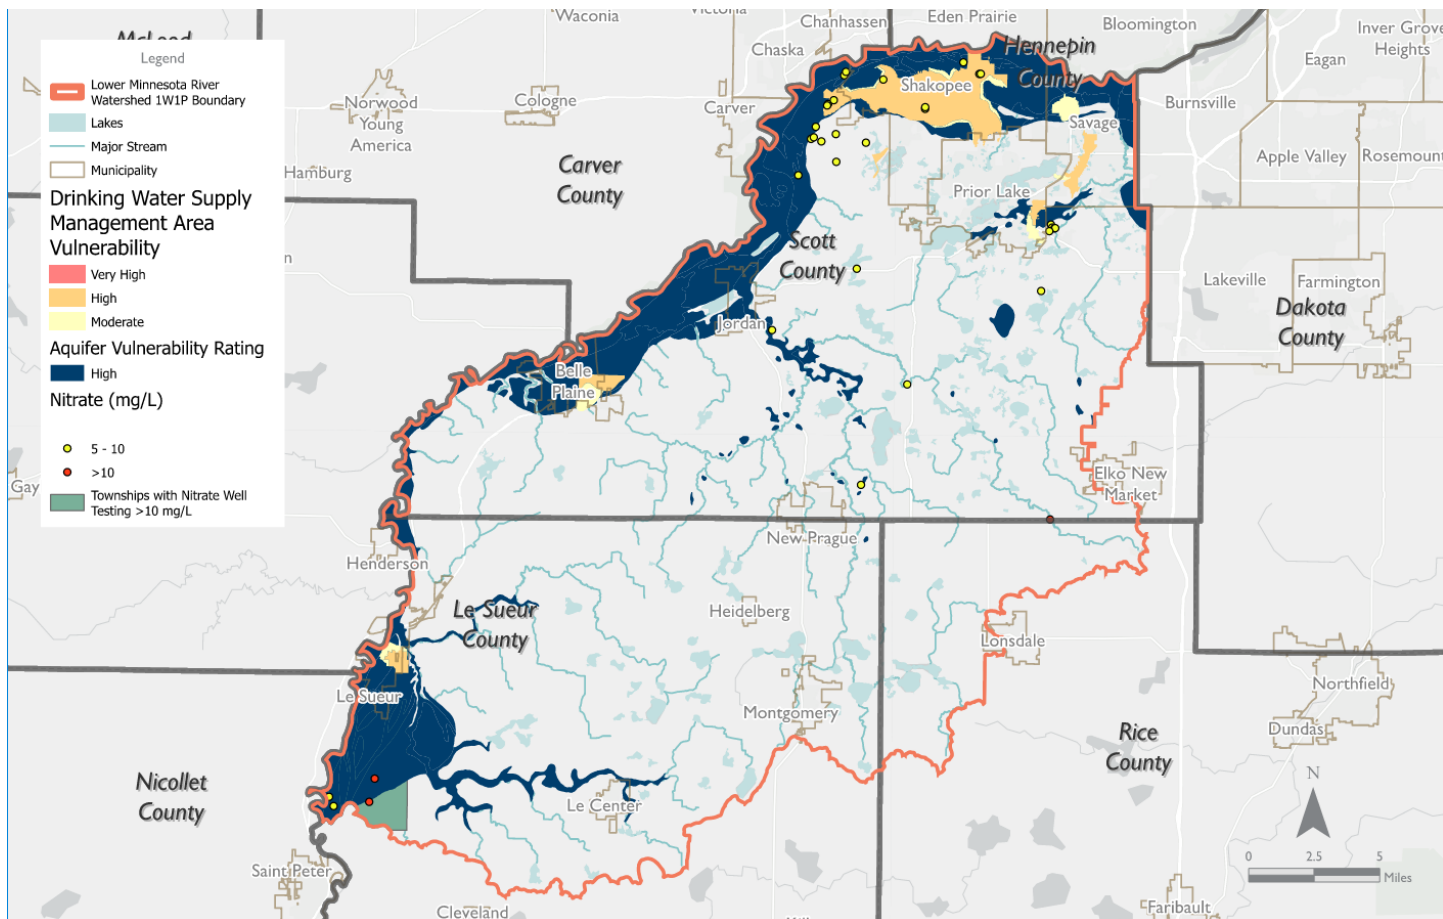 Legend
Lower Minnesota River
Watershed 1W1P Boundary
Lakes
Major Stream
Municipality
Drinking Water Supply
Management Area
Vulnerability
Very High
High
Moderate
Aquifer Vulnerability Rating
High
Nitrate (mg/L)
5 - 10
>10
Townships with Nitrate Well
Testing >10 mg/L
Waconia
Victoria
Chanhassen
Eden Prairie
Bloomington
Inver Grove
Heights
McLeod
Chaska
Hennepin
County
Eagan
Norwood
Young
America
Cologne
Carver
Shakopee
Burnsville
Savage
Hamburg
Carver
County
Apple Valley
Rosemount
Prior Lake
Scott
County
Lakeville
Farmington
Dakota
County
Jordan
Belle
Plaine
Gay
Elko New
Market
New Prague
Henderson
Le Sueur
County
Heidelberg
Lonsdale
Le Sueur
Montgomery
Northfield
Dundas
Rice
County
Nicollet
County
Le Center
N
0 2.5 5
Miles
Saint Peter
Cleveland
Faribault